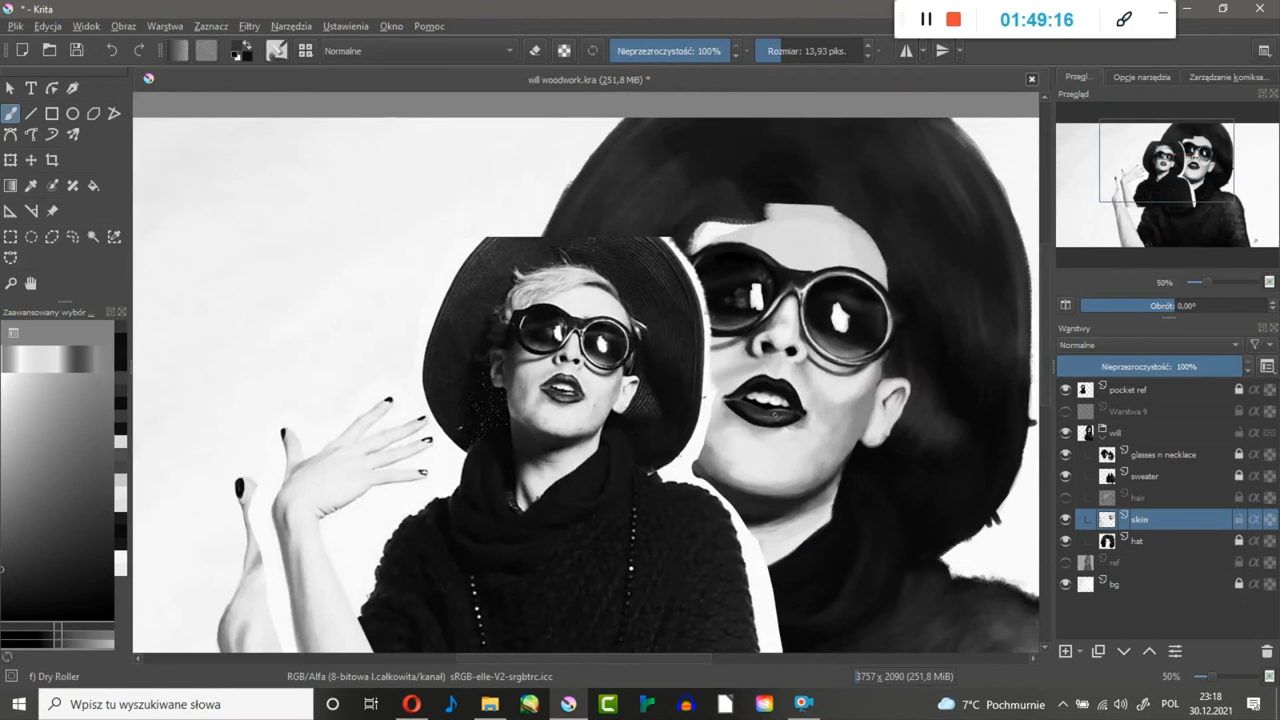 * - Krita
01:49:16
Plik Edycja Widok Obraz Warstwa Zaznacz Filtry Narzędzia Ustawienia Okno Pomoc
Normalne
Nieprzezroczystość: 100%
Rozmiar: 13,93 piks.
will woodwork.kra (251,8 MiB) *
Przegl... Opcje narzędzia Zarządzanie komiksa...
Przegląd
50%
Obrót: 0,00°
Zaawansowany wybór ...
Warstwy
Normalne
Nieprzezroczystość: 100%
pocket ref
Warstwa 9
will
glasses n necklace
sweater
hair
skin
hat
ref
bg
f) Dry Roller
RGB/Alfa (8-bitowa l.całkowita/kanał) sRGB-elle-V2-srgbtrc.icc
3757 x 2090 (251,8 MiB)
50%
Wpisz tu wyszukiwane słowa
7°C Pochmurnie
23:18
30.12.2021